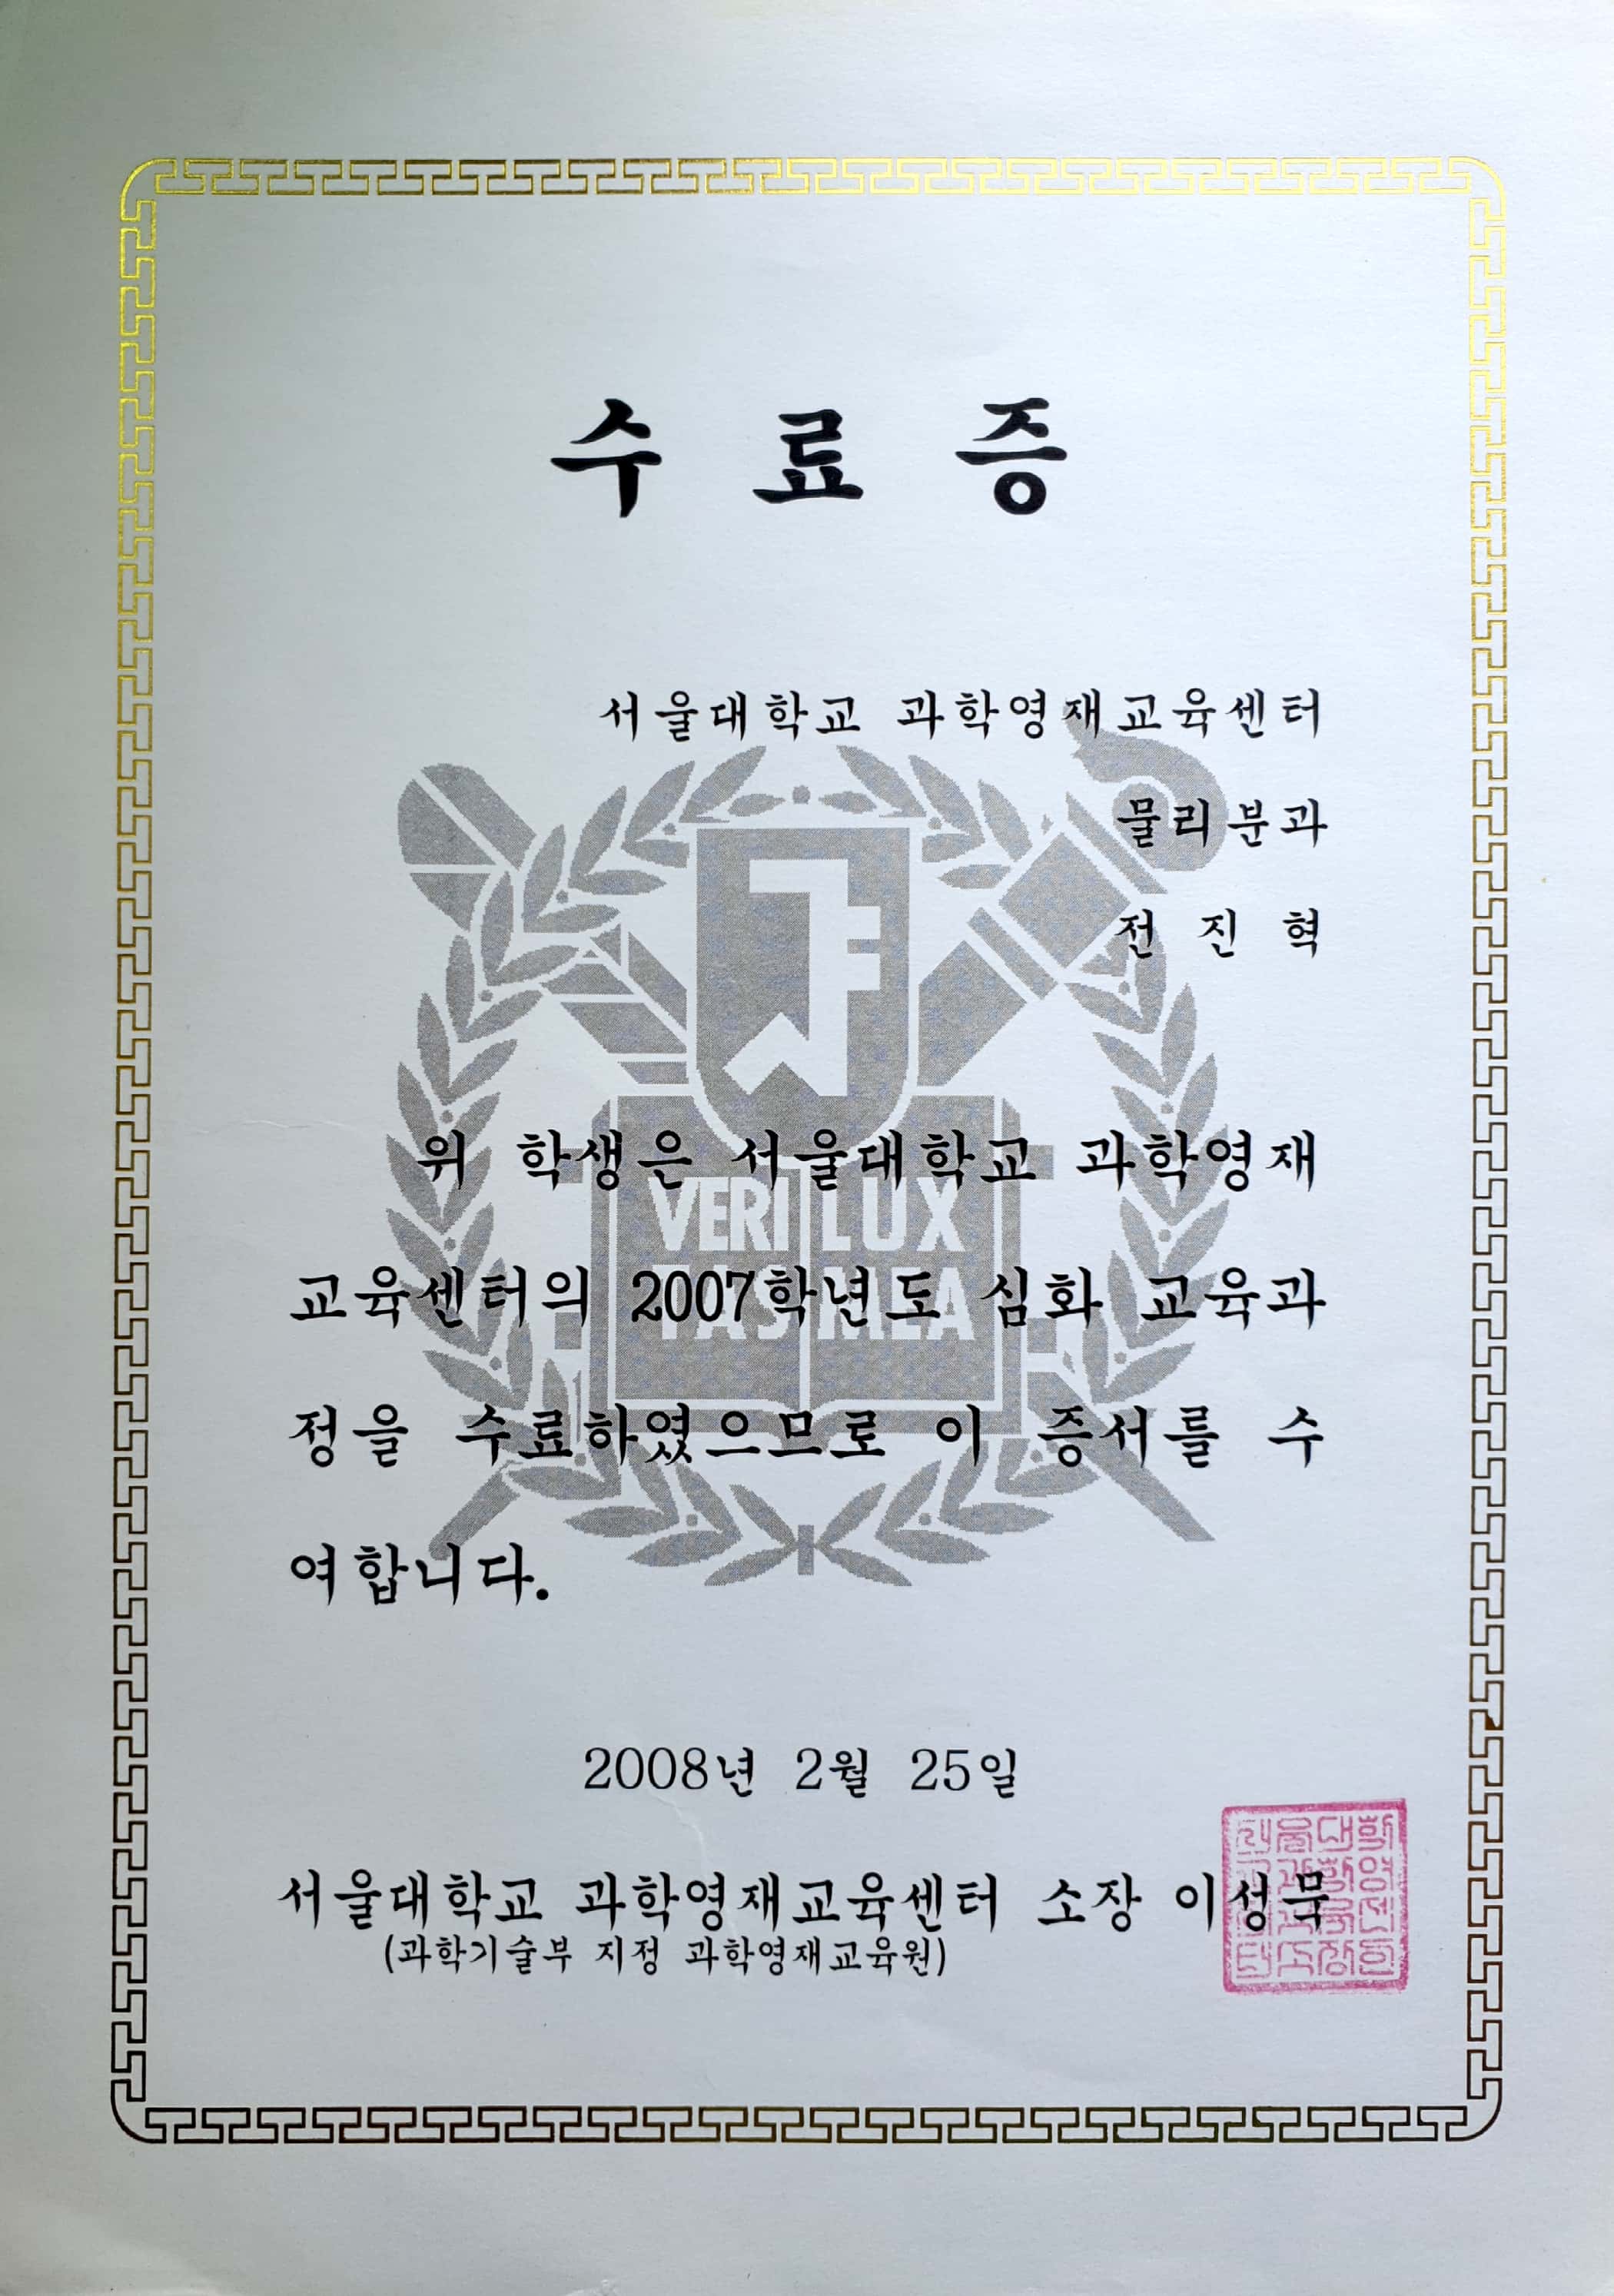 수 료 증
서울대학교 과학영재교육센터
물리분과
전 진 혁
VERI LUX
TAS MEA
위 학생은 서울대학교 과학영재
교육센터의 2007학년도 심화 교육과
정을 수료하였으므로 이 증서를 수
여합니다.
2008년 2월 25일
서울대학교 과학영재교육센터 소장 이성묵
(과학기술부 지정 과학영재교육원)